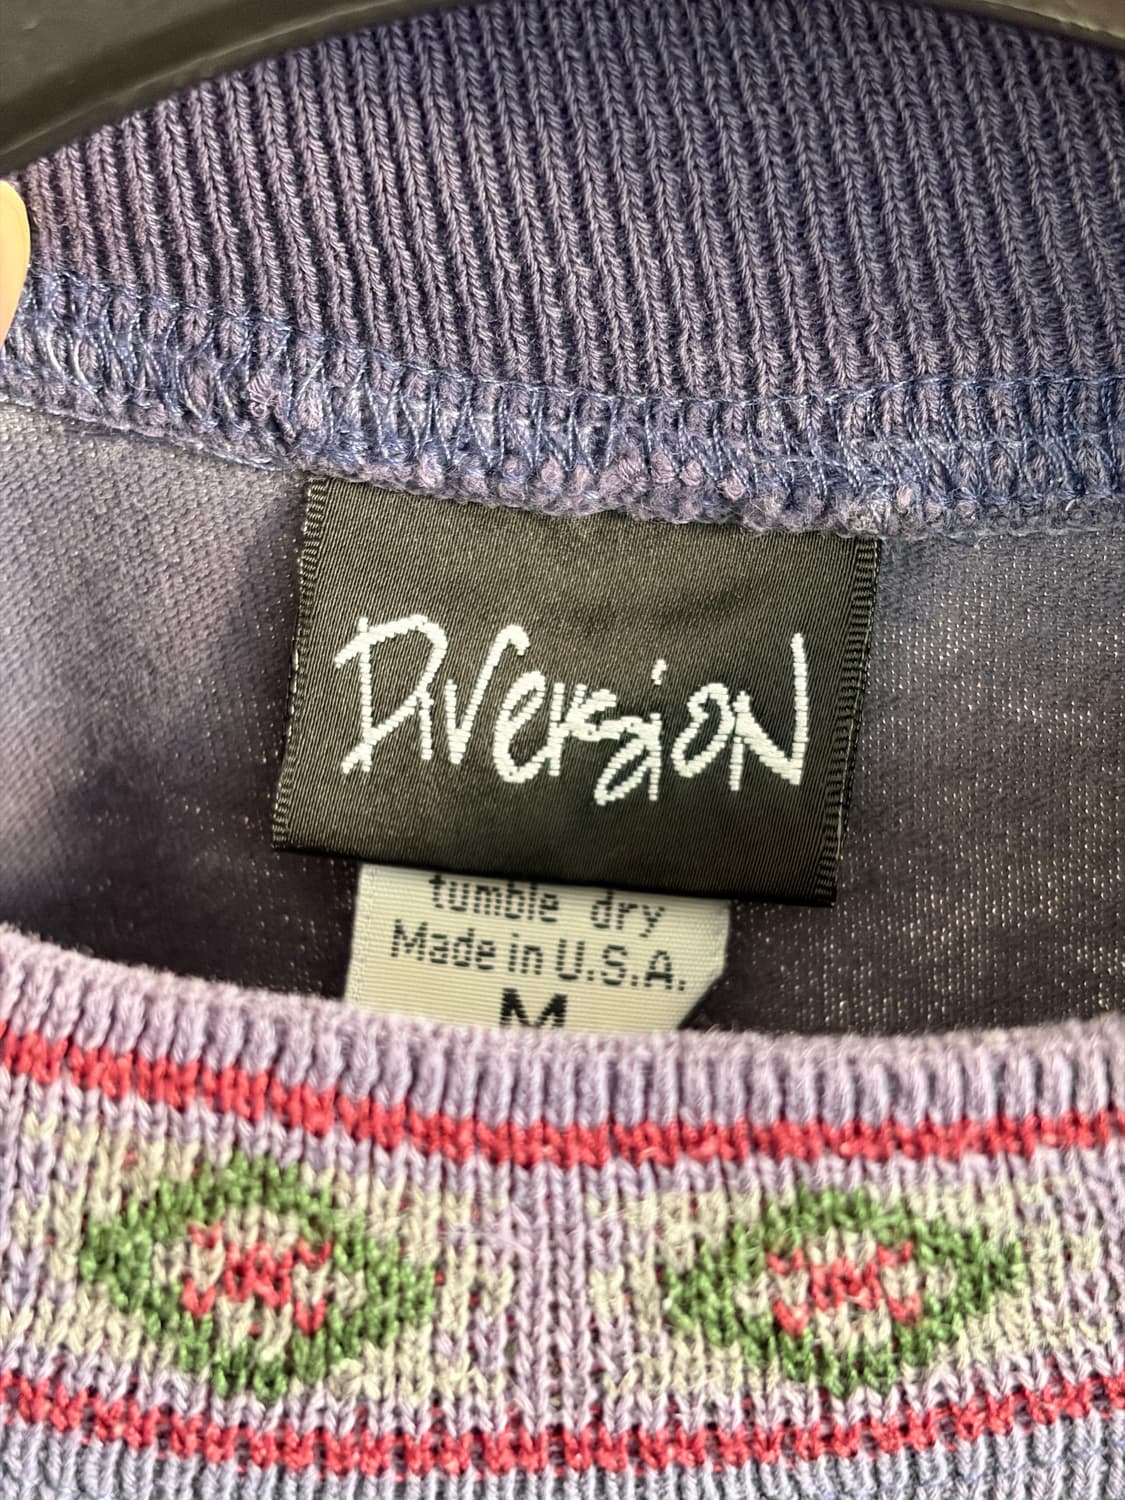 DiversioN
tumble dry
Made in U.S.A.
M